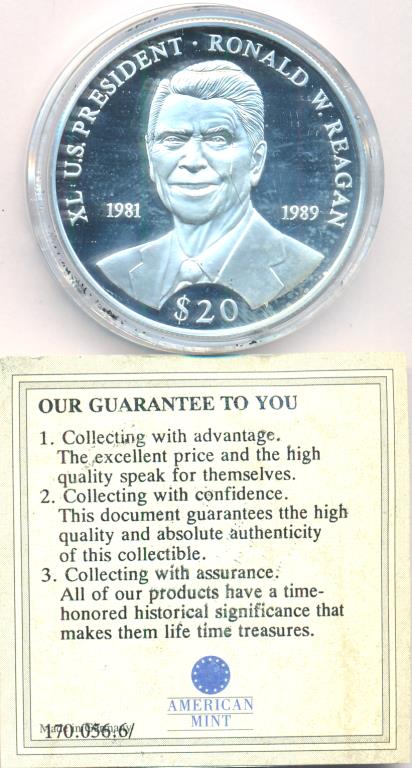 XL U.S. PRESIDENT · RONALD W. REAGAN
1981 1989
$20
OUR GUARANTEE TO YOU
1. Collecting with advantage.
The excellent price and the high
quality speak for themselves.
2. Collecting with confidence.
This document guarantees tthe high
quality and absolute authenticity
of this collectible.
3. Collecting with assurance.
All of our products have a time-
honored historical significance that
makes them life time treasures.
AMERICAN
MINT
Made in Germany
170.056.6/